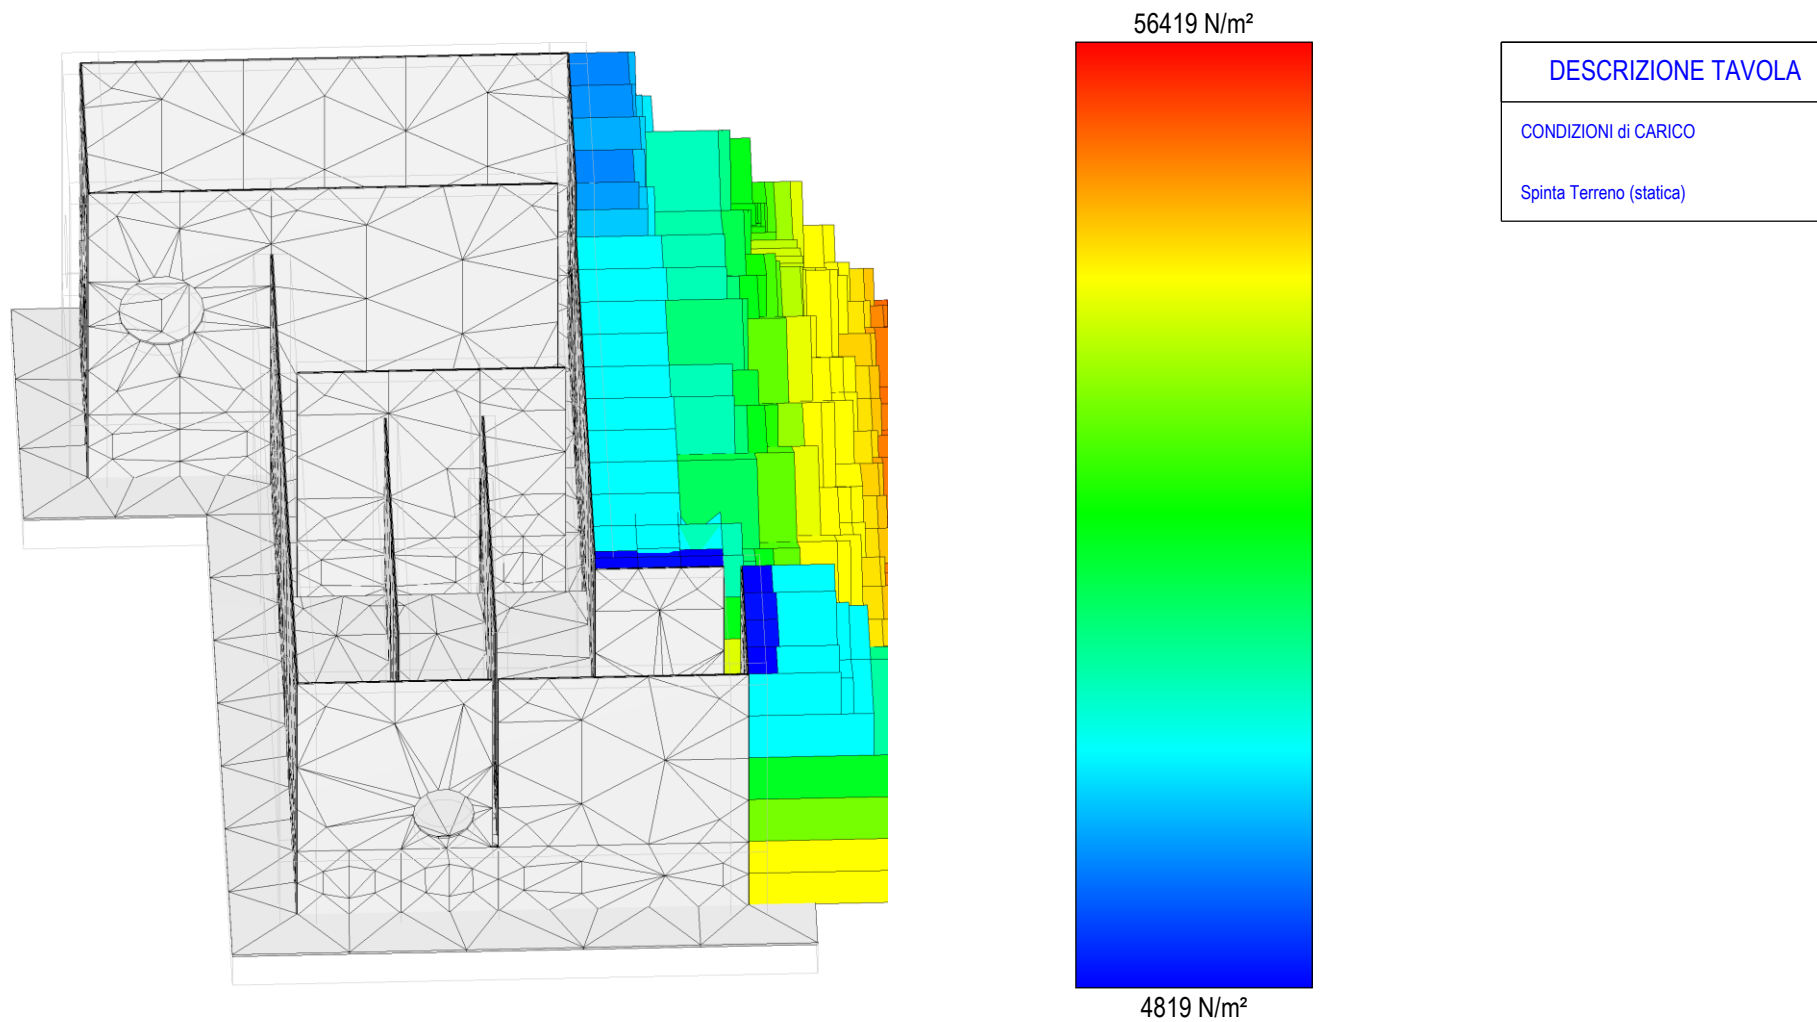 56419 N/m²
DESCRIZIONE TAVOLA
CONDIZIONI di CARICO
Spinta Terreno (statica)
4819 N/m²